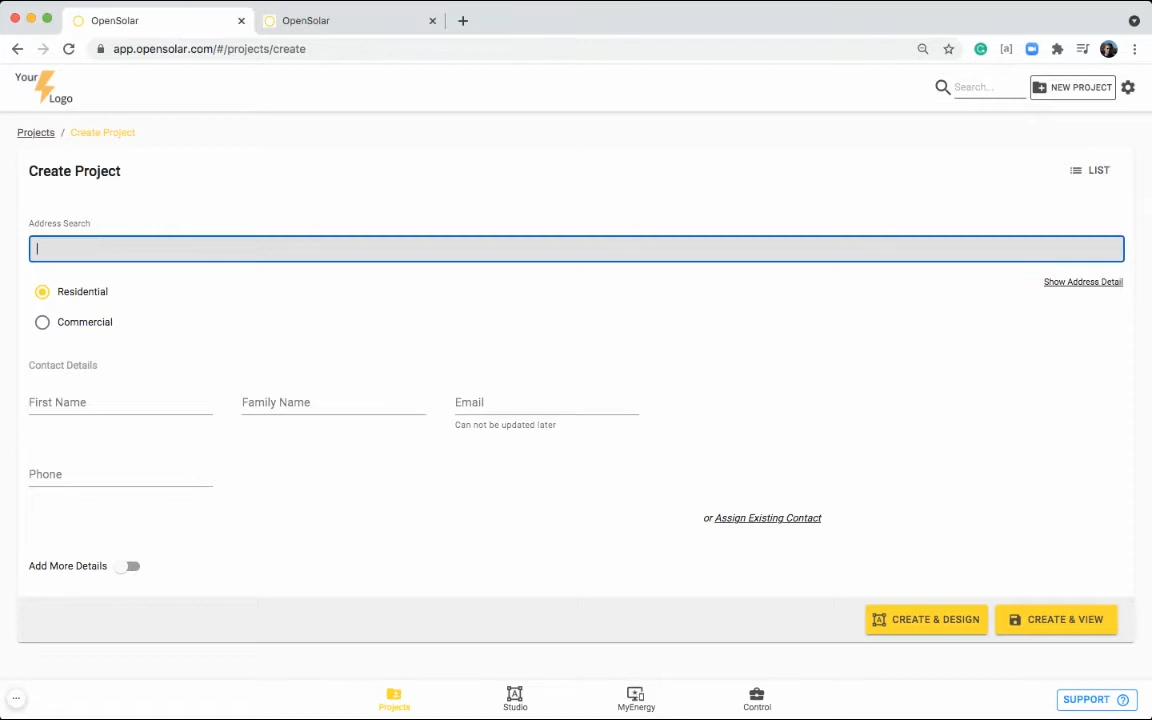 OpenSolar
OpenSolar
app.opensolar.com/#/projects/create
[a]
Your
Logo
Search...
NEW PROJECT
Projects / Create Project
Create Project
LIST
Address Search
Show Address Detail
Residential
Commercial
Contact Details
First Name
Family Name
Email
Can not be updated later
Phone
or Assign Existing Contact
Add More Details
CREATE & DESIGN
CREATE & VIEW
Projects
Studio
MyEnergy
Control
SUPPORT